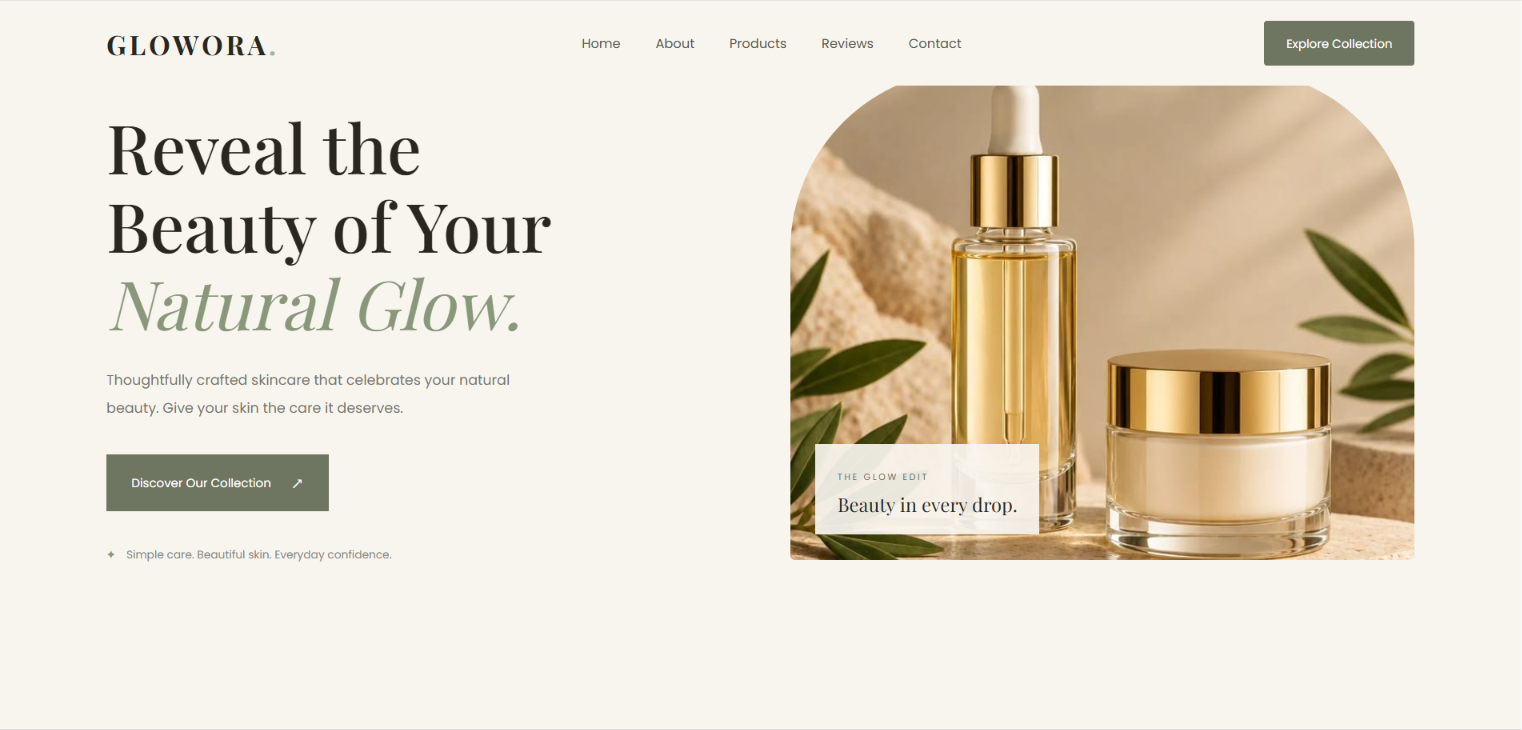 GLOWORA.
Home About Products Reviews Contact
Explore Collection
Reveal the
Beauty of Your
Natural Glow.
Thoughtfully crafted skincare that celebrates your natural
beauty. Give your skin the care it deserves.
Discover Our Collection ↗
✦ Simple care. Beautiful skin. Everyday confidence.
THE GLOW EDIT
Beauty in every drop.